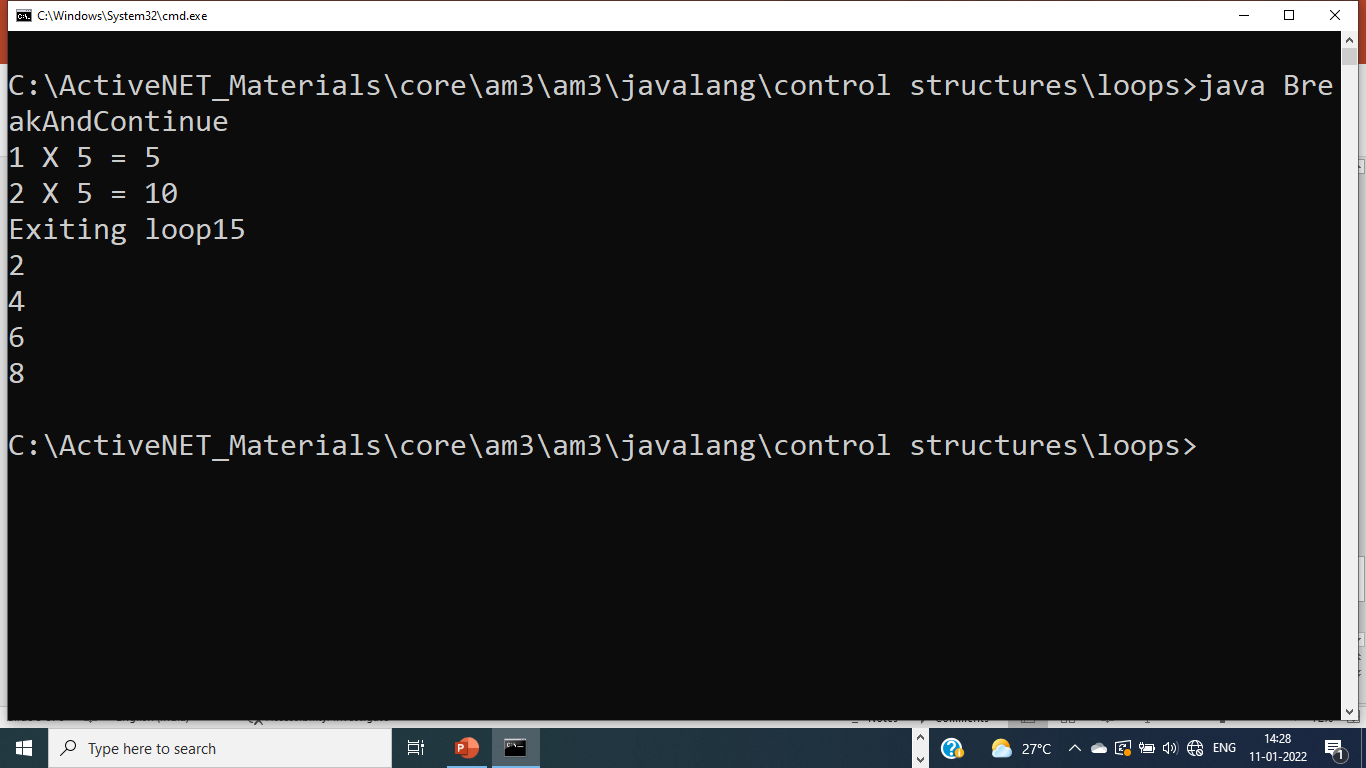 C:\Windows\System32\cmd.exe
C:\ActiveNET_Materials\core\am3\am3\javalang\control structures\loops>java Bre
akAndContinue
1 X 5 = 5
2 X 5 = 10
Exiting loop15
2
4
6
8
C:\ActiveNET_Materials\core\am3\am3\javalang\control structures\loops>
Type here to search
27°C
ENG
14:28
11-01-2022
1